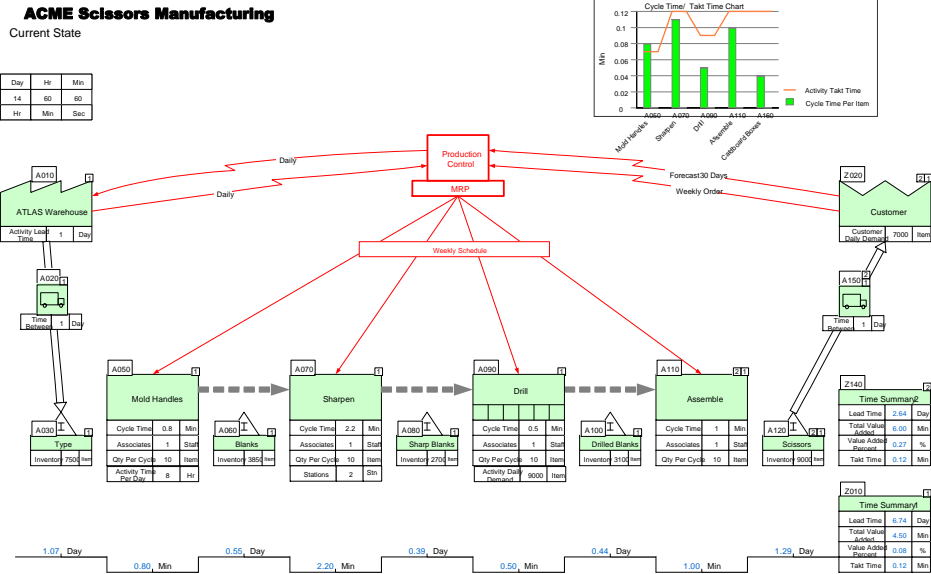 ACME Scissors Manufacturing
Current State
Day Hr Min
14 60 60
Hr Min Sec
Cycle Time/ Takt Time Chart
0.12
0.1
0.08
0.06
0.04
0.02
0
Min
A050 A070 A090 A110 A160
Mold Handles
Sharpen
Drill
Assemble
Cardboard Boxes
Activity Takt Time
Cycle Time Per Item
Production
Control
MRP
Daily
Daily
Forecast30 Days
Weekly Order
Weekly Schedule
A010 1
ATLAS Warehouse
Activity Lead
Time 1 Day
A020 1
Time
Between 1 Day
Z020 2 1
Customer
Customer
Daily Demand 7000 Item
A150 2 1
Time
Between 1 Day
A030 1
Type
Inventory 7500 Item
A050 1
Mold Handles
Cycle Time 0.8 Min
Associates 1 Staff
Qty Per Cycle 10 Item
Activity Time
Per Day 8 Hr
A060 1
Blanks
Inventory 3850 Item
A070 1
Sharpen
Cycle Time 2.2 Min
Associates 1 Staff
Qty Per Cycle 10 Item
Stations 2 Stn
A080 1
Sharp Blanks
Inventory 2700 Item
A090 1
Drill
Cycle Time 0.5 Min
Associates 1 Staff
Qty Per Cycle 10 Item
Activity Daily
Demand 9000 Item
A100 1
Drilled Blanks
Inventory 3100 Item
A110 2 1
Assemble
Cycle Time 1 Min
Associates 1 Staff
Qty Per Cycle 10 Item
A120 2 1
Scissors
Inventory 9000 Item
Z140 2
Time Summary2
Lead Time 2.64 Day
Total Value
Added 6.00 Min
Value Added
Percent 0.27 %
Takt Time 0.12 Min
Z010 1
Time Summary1
Lead Time 6.74 Day
Total Value
Added 4.50 Min
Value Added
Percent 0.08 %
Takt Time 0.12 Min
1.07 Day
0.80 Min
0.55 Day
2.20 Min
0.39 Day
0.50 Min
0.44 Day
1.00 Min
1.29 Day